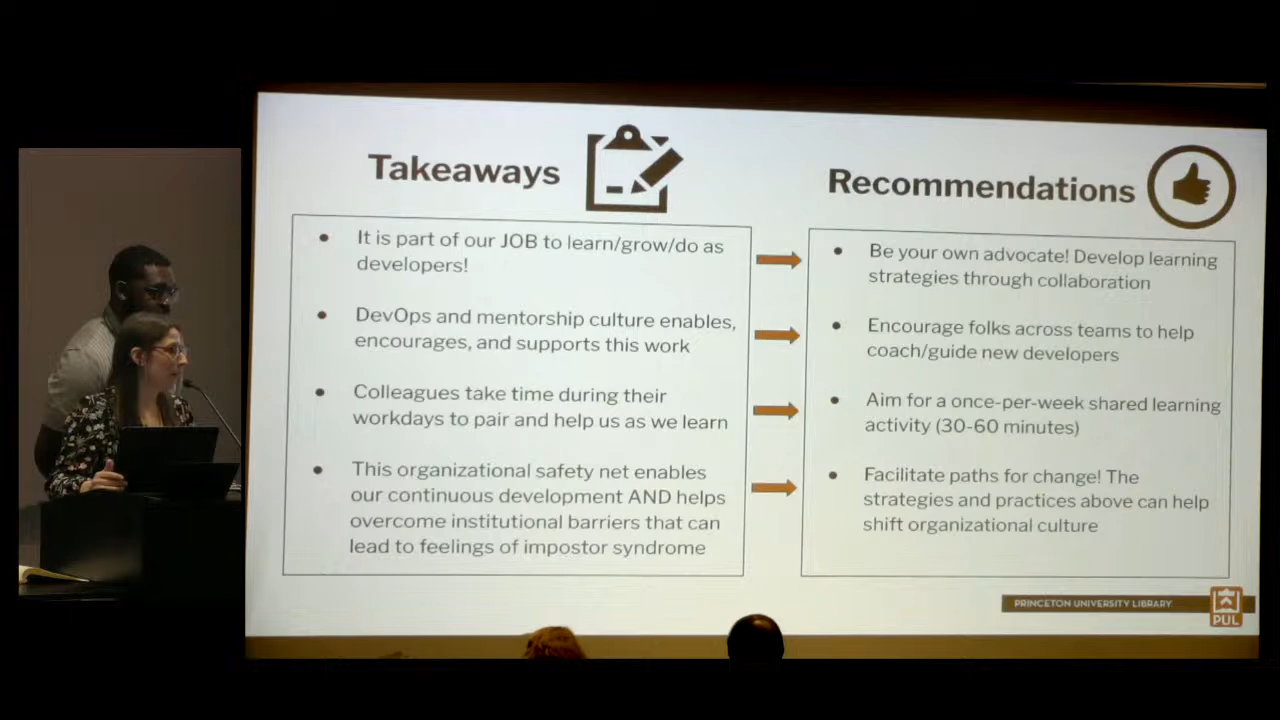 Takeaways
• It is part of our JOB to learn/grow/do as
developers!
• DevOps and mentorship culture enables,
encourages, and supports this work
• Colleagues take time during their
workdays to pair and help us as we learn
• This organizational safety net enables
our continuous development AND helps
overcome institutional barriers that can
lead to feelings of impostor syndrome
Recommendations
• Be your own advocate! Develop learning
strategies through collaboration
• Encourage folks across teams to help
coach/guide new developers
• Aim for a once-per-week shared learning
activity (30-60 minutes)
• Facilitate paths for change! The
strategies and practices above can help
shift organizational culture
PRINCETON UNIVERSITY LIBRARY
PUL